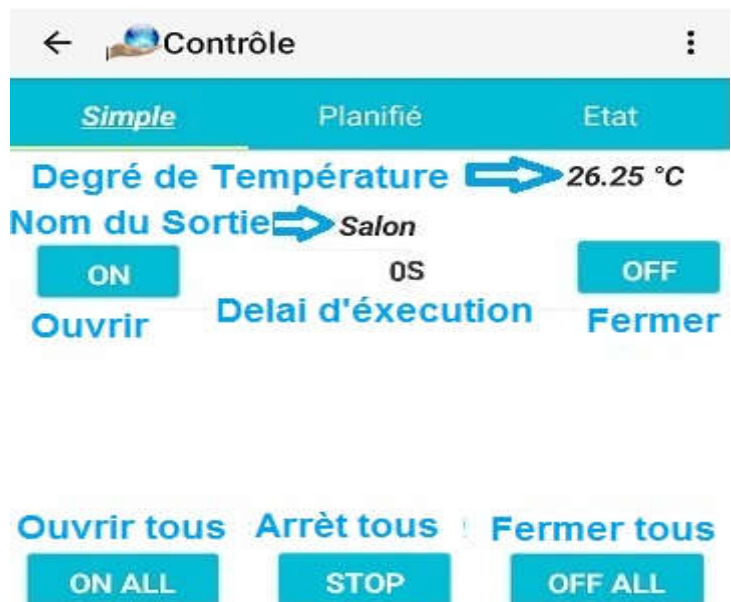 Contrôle
Simple Planifié Etat
Degré de Température 26.25 °C
Nom du Sortie Salon
ON 0S OFF
Ouvrir Delai d'éxecution Fermer
Ouvrir tous Arrèt tous Fermer tous
ON ALL STOP OFF ALL